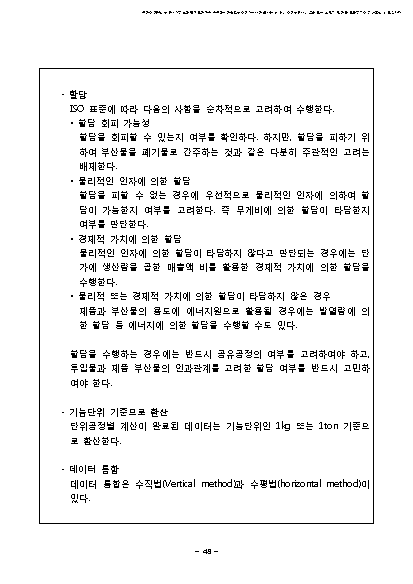 - 할당
ISO 표준에 따라 다음의 사항을 순차적으로 고려하여 수행한다.
• 할당 회피 가능성
할당을 회피할 수 있는지 여부를 확인하다. 하지만, 할당을 피하기 위
하여 부산물을 폐기물로 간주하는 것과 같은 다분히 주관적인 고려는
배제한다.
• 물리적인 인자에 의한 할당
할당을 피할 수 없는 경우에 우선적으로 물리적인 인자에 의하여 할
당이 가능한지 여부를 고려한다. 즉 무게비에 의한 할당이 타당한지
여부를 판단한다.
• 경제적 가치에 의한 할당
물리적인 인자에 의한 할당이 타당하지 않다고 판단되는 경우에는 단
가에 생산량을 곱한 매출액 비를 활용한 경제적 가치에 의한 할당을
수행한다.
• 물리적 또는 경제적 가치에 의한 할당이 타당하지 않은 경우
제품과 부산물의 용도에 에너지원으로 활용될 경우에는 발열량에 의
한 할당 등 에너지에 의한 할당을 수행할 수도 있다.
할당을 수행하는 경우에는 반드시 공유공정의 여부를 고려하여야 하고,
투입물과 제품 부산물의 인과관계를 고려한 할당 여부를 반드시 고민하
여야 한다.
- 기능단위 기준으로 환산
단위공정별 계산이 완료된 데이터는 기능단위인 1kg 또는 1ton 기준으
로 환산한다.
- 데이터 통합
데이터 통합은 수직법(Vertical method)과 수평법(horizontal method)이
있다.
- 48 -